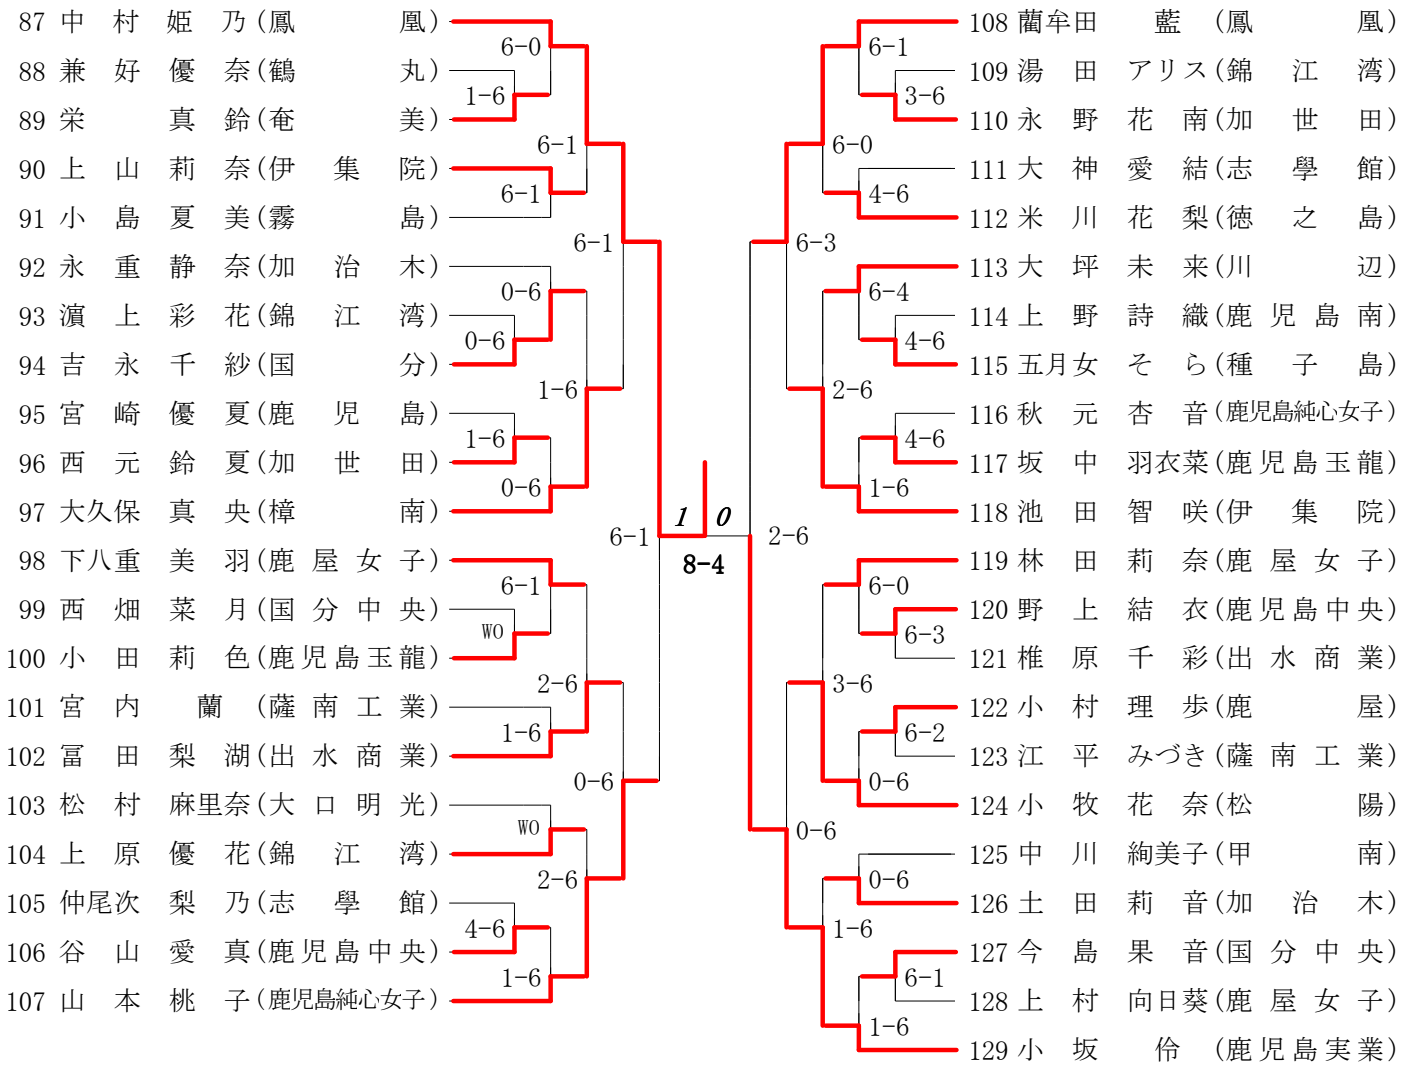 87 中村姫乃(鳳凰)
6-0
88 兼好優奈(鶴丸)
1-6
89 栄真鈴(奄美)
6-1
90 上山莉奈(伊集院)
6-1
91 小島夏美(霧島)
6-1
92 永重静奈(加治木)
0-6
93 濵上彩花(錦江湾)
0-6
94 吉永千紗(国分)
1-6
95 宮崎優夏(鹿児島)
1-6
96 西元鈴夏(加世田)
0-6
97 大久保真央(樟南)
6-1
98 下八重美羽(鹿屋女子)
6-1
99 西畑菜月(国分中央)
WO
100 小田莉色(鹿児島玉龍)
2-6
101 宮内蘭(薩南工業)
1-6
102 冨田梨湖(出水商業)
0-6
103 松村麻里奈(大口明光)
WO
104 上原優花(錦江湾)
2-6
105 仲尾次梨乃(志學館)
4-6
106 谷山愛真(鹿児島中央)
1-6
107 山本桃子(鹿児島純心女子)
1 0
8-4
108 藺牟田藍(鳳凰)
6-1
109 湯田アリス(錦江湾)
3-6
110 永野花南(加世田)
6-0
111 大神愛結(志學館)
4-6
112 米川花梨(徳之島)
6-3
113 大坪未来(川辺)
6-4
114 上野詩織(鹿児島南)
4-6
115 五月女そら(種子島)
2-6
116 秋元杏音(鹿児島純心女子)
4-6
117 坂中羽衣菜(鹿児島玉龍)
1-6
118 池田智咲(伊集院)
2-6
119 林田莉奈(鹿屋女子)
6-0
120 野上結衣(鹿児島中央)
6-3
121 椎原千彩(出水商業)
3-6
122 小村理歩(鹿屋)
6-2
123 江平みづき(薩南工業)
0-6
124 小牧花奈(松陽)
0-6
125 中川絢美子(甲南)
0-6
126 土田莉音(加治木)
1-6
127 今島果音(国分中央)
6-1
128 上村向日葵(鹿屋女子)
1-6
129 小坂伶(鹿児島実業)